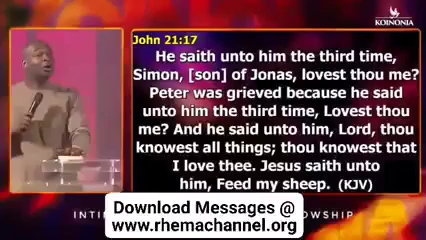 KOINONIA
John 21:17
He saith unto him the third time,
Simon, [son] of Jonas, lovest thou me?
Peter was grieved because he said
unto him the third time, Lovest thou
me? And he said unto him, Lord, thou
knowest all things; thou knowest that
I love thee. Jesus saith unto
him, Feed my sheep. (KJV)
INTI
Download Messages @
www.rhemachannel.org
OWSHIP